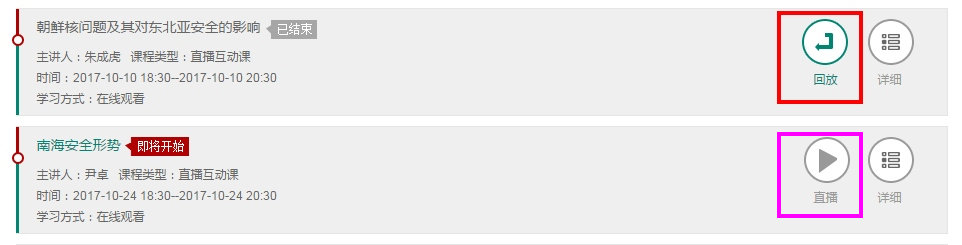 朝鲜核问题及其对东北亚安全的影响 已结束
主讲人：朱成虎 课程类型：直播互动课
时间：2017-10-10 18:30--2017-10-10 20:30
学习方式：在线观看
回放 详细
南海安全形势 即将开始
主讲人：尹卓 课程类型：直播互动课
时间：2017-10-24 18:30--2017-10-24 20:30
学习方式：在线观看
直播 详细